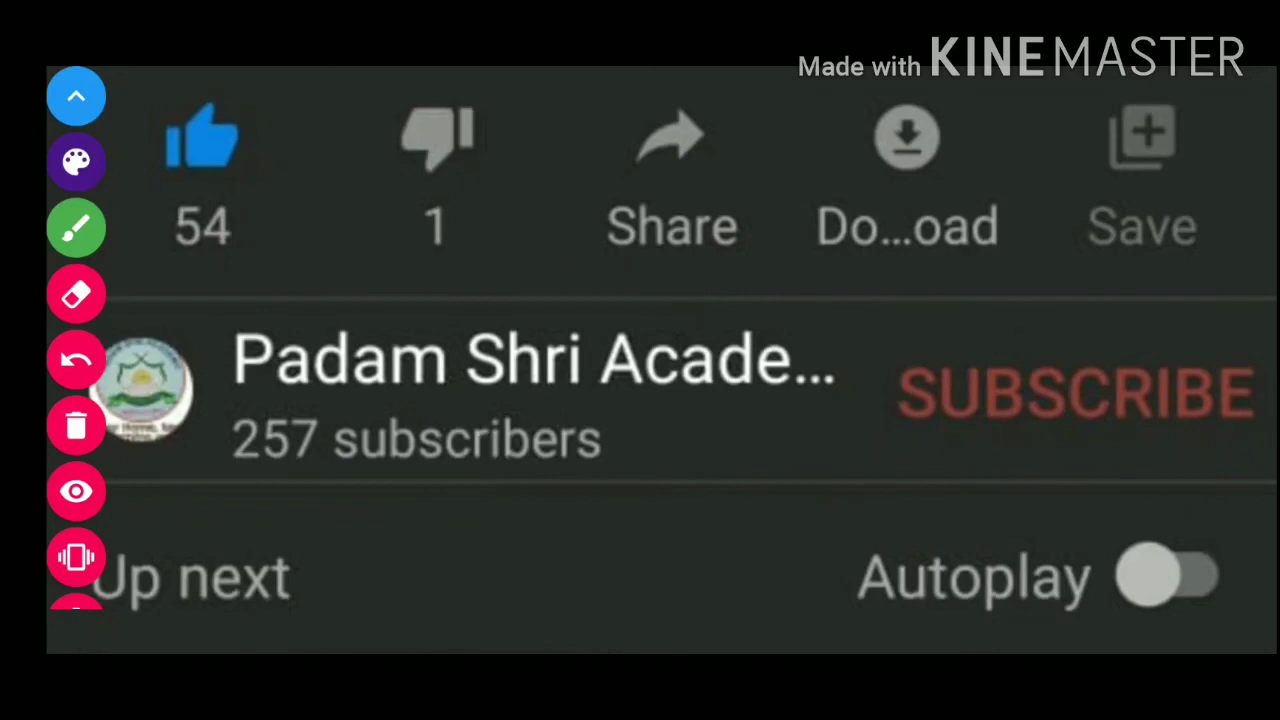 Made with KINEMASTER
54 1 Share Do...oad Save
Padam Shri Acade... SUBSCRIBE
257 subscribers
Up next Autoplay